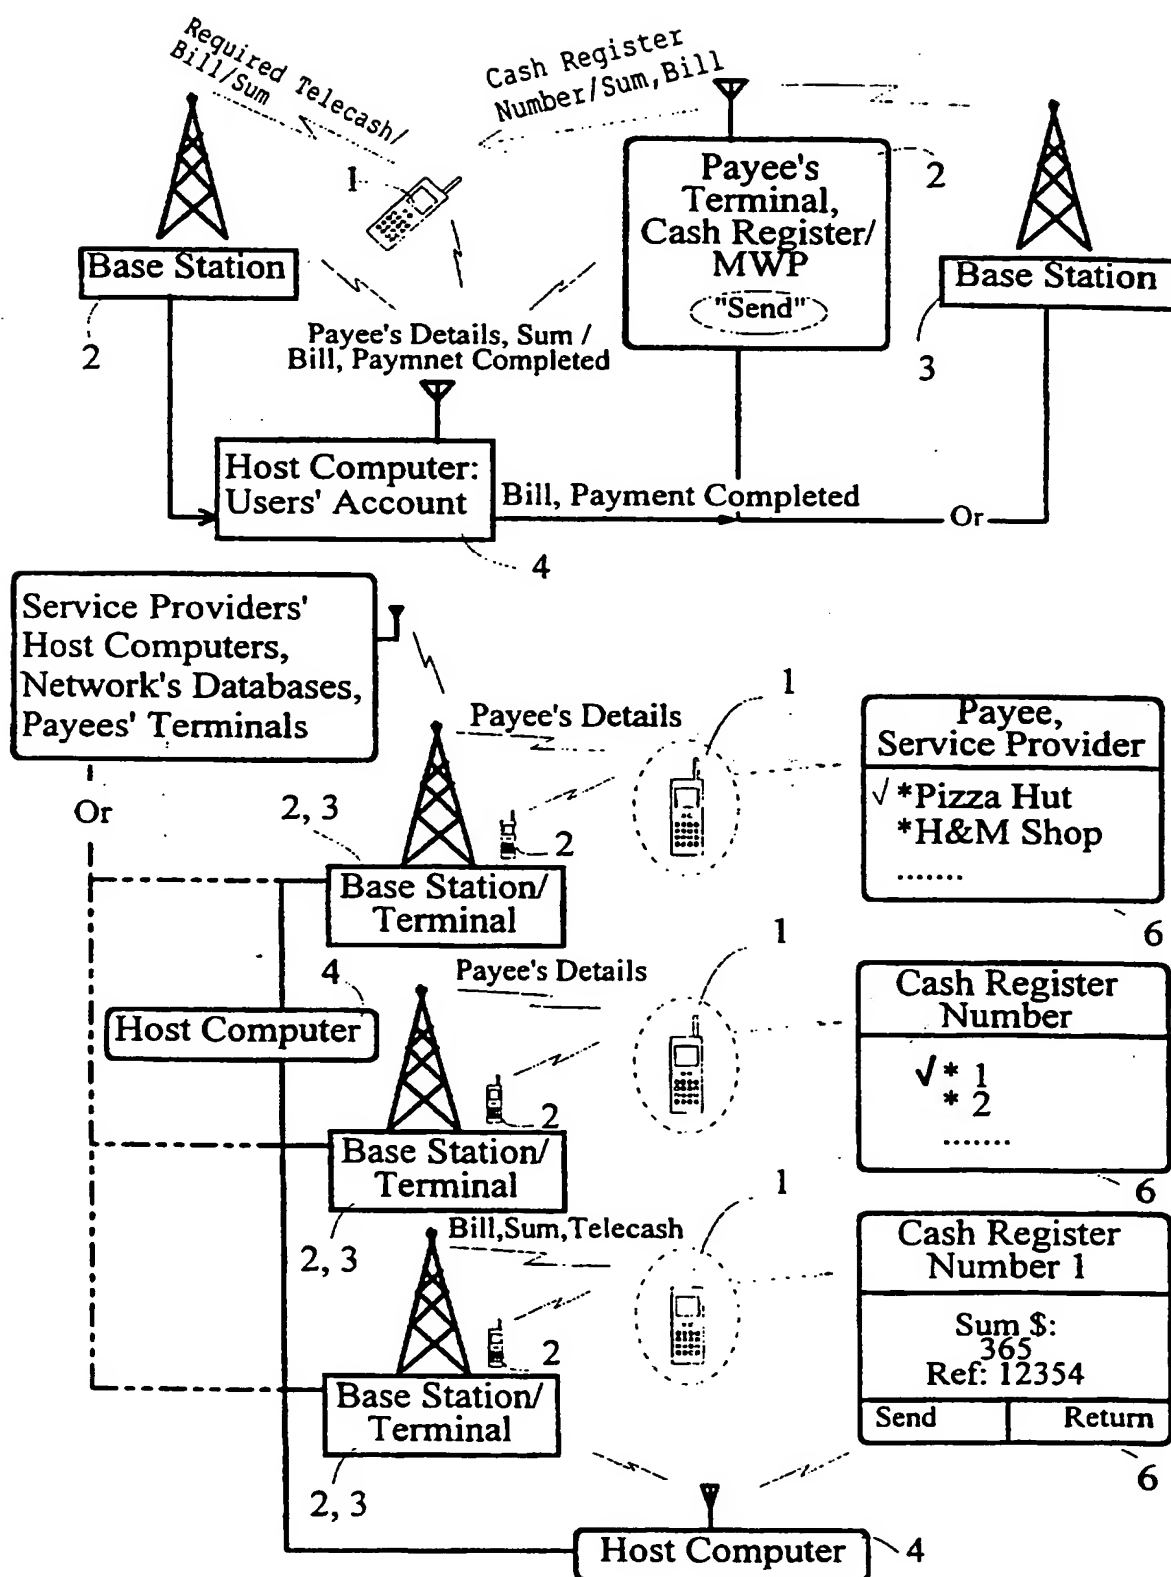 Required Telecash/
Bill/Sum
Cash Register
Number/Sum,Bill
1
2
Payee's
Terminal,
Cash Register/
MWP
"Send"
Base Station
2
Base Station
3
Payee's Details, Sum /
Bill, Paymnet Completed
Host Computer:
Users' Account
Bill, Payment Completed
Or
4
Service Providers'
Host Computers,
Network's Databases,
Payees' Terminals
Or
Payee's Details
1
2, 3
2
Base Station/
Terminal
Payee,
Service Provider
√ *Pizza Hut
*H&M Shop
.......
6
4
Host Computer
Payee's Details
1
2
Base Station/
Terminal
2, 3
Cash Register
Number
√ * 1
* 2
.......
6
Bill,Sum,Telecash
1
2
Base Station/
Terminal
2, 3
Cash Register
Number 1
Sum $:
365
Ref: 12354
Send Return
6
Host Computer
4